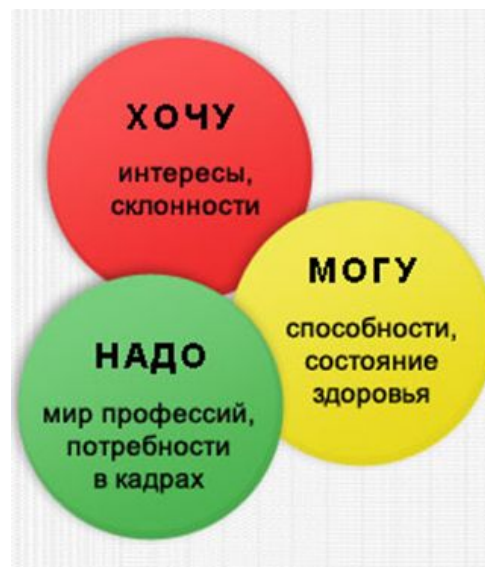 ХОЧУ
интересы,
склонности
МОГУ
способности,
состояние
здоровья
НАДО
мир профессий,
потребности
в кадрах